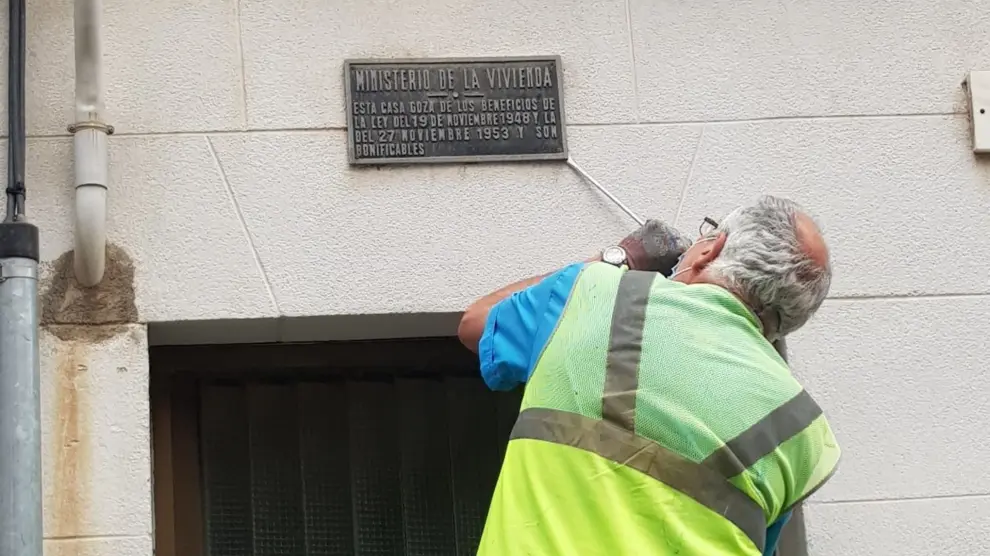 MINISTERIO DE LA VIVIENDA
ESTA CASA GOZA DE LOS BENEFICIOS DE
LA LEY DEL 19 DE NOVIEMBRE 1948 Y LA
DEL 27 NOVIEMBRE 1953 Y SON
BONIFICABLES